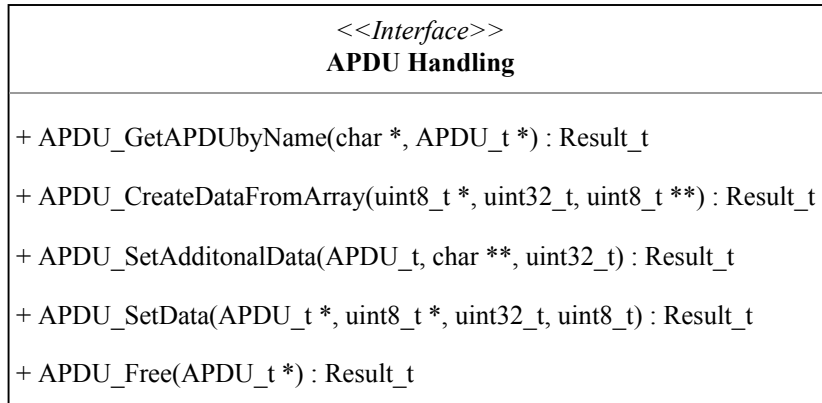 <<Interface>>
APDU Handling
+ APDU_GetAPDUbyName(char *, APDU_t *) : Result_t
+ APDU_CreateDataFromArray(uint8_t *, uint32_t, uint8_t **) : Result_t
+ APDU_SetAdditonalData(APDU_t, char **, uint32_t) : Result_t
+ APDU_SetData(APDU_t *, uint8_t *, uint32_t, uint8_t) : Result_t
+ APDU_Free(APDU_t *) : Result_t